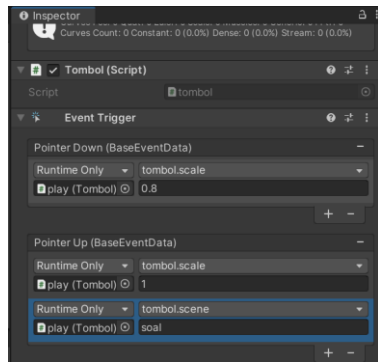 Inspector
Curves Count: 0 Constant: 0 (0.0%) Dense: 0 (0.0%) Stream: 0 (0.0%)
Tombol (Script)
Script tombol
Event Trigger
Pointer Down (BaseEventData)
Runtime Only tombol.scale
play (Tombol) 0.8
Pointer Up (BaseEventData)
Runtime Only tombol.scale
play (Tombol) 1
Runtime Only tombol.scene
play (Tombol) soal